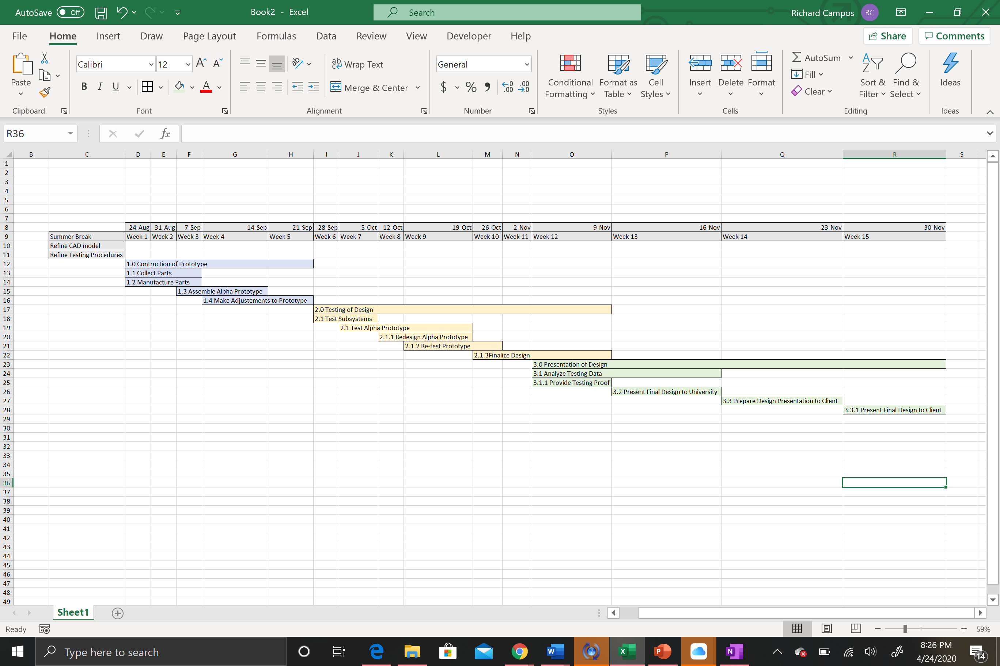 AutoSave Off Book2 - Excel Search Richard Campos RC
File Home Insert Draw Page Layout Formulas Data Review View Developer Help Share Comments
Paste Calibri 12 A A ab c Wrap Text General Conditional Formatting Format as Table Cell Styles Insert Delete Format AutoSum Fill Clear A Z Sort & Filter Find & Select Ideas
B I U A Merge & Center $ % 9 .00 .00 .0
Clipboard Font Alignment Number Styles Cells Editing Ideas
R36 fx
B C D E F G H I J K L M N O P Q R S
1
2
3
4
5
6
7
8 24-Aug 31-Aug 7-Sep 14-Sep 21-Sep 28-Sep 5-Oct 12-Oct 19-Oct 26-Oct 2-Nov 9-Nov 16-Nov 23-Nov 30-Nov
9 Summer Break Week 1 Week 2 Week 3 Week 4 Week 5 Week 6 Week 7 Week 8 Week 9 Week 10 Week 11 Week 12 Week 13 Week 14 Week 15
10 Refine CAD model
11 Refine Testing Procedures
12 1.0 Contruction of Prototype
13 1.1 Collect Parts
14 1.2 Manufacture Parts
15 1.3 Assemble Alpha Prototype
16 1.4 Make Adjustements to Prototype
17 2.0 Testing of Design
18 2.1 Test Subsystems
19 2.1 Test Alpha Prototype
20 2.1.1 Redesign Alpha Prototype
21 2.1.2 Re-test Prototype
22 2.1.3Finalize Design
23 3.0 Presentation of Design
24 3.1 Analyze Testing Data
25 3.1.1 Provide Testing Proof
26 3.2 Present Final Design to University
27 3.3 Prepare Design Presentation to Client
28 3.3.1 Present Final Design to Client
29
30
31
32
33
34
35
36
37
38
39
40
41
42
43
44
45
46
47
48
49
Sheet1
Ready 59%
Type here to search W X P N 8:26 PM
4/24/2020 14